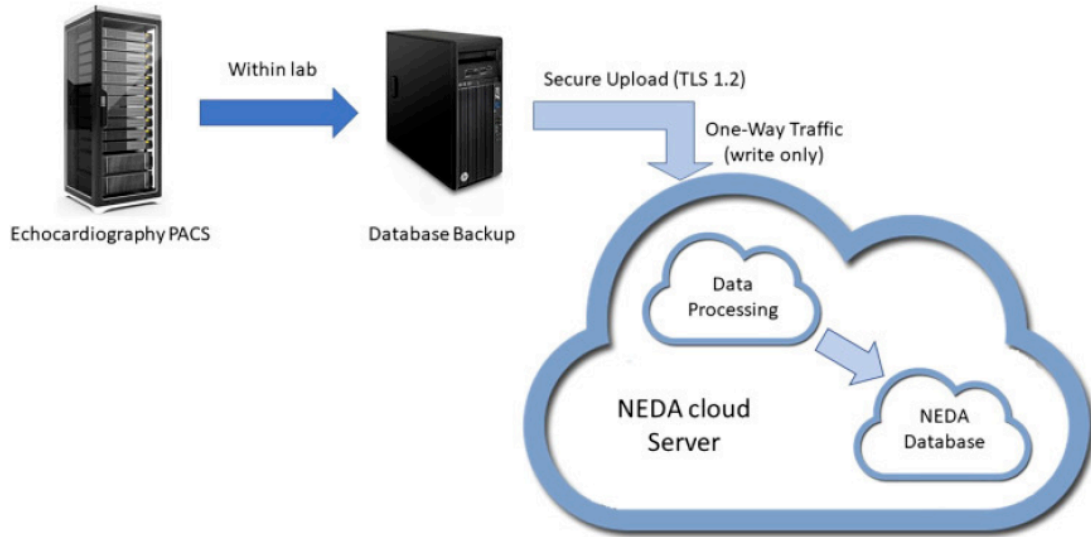 Within lab
Secure Upload (TLS 1.2)
One-Way Traffic
(write only)
Echocardiography PACS
Database Backup
Data
Processing
NEDA cloud
Server
NEDA
Database